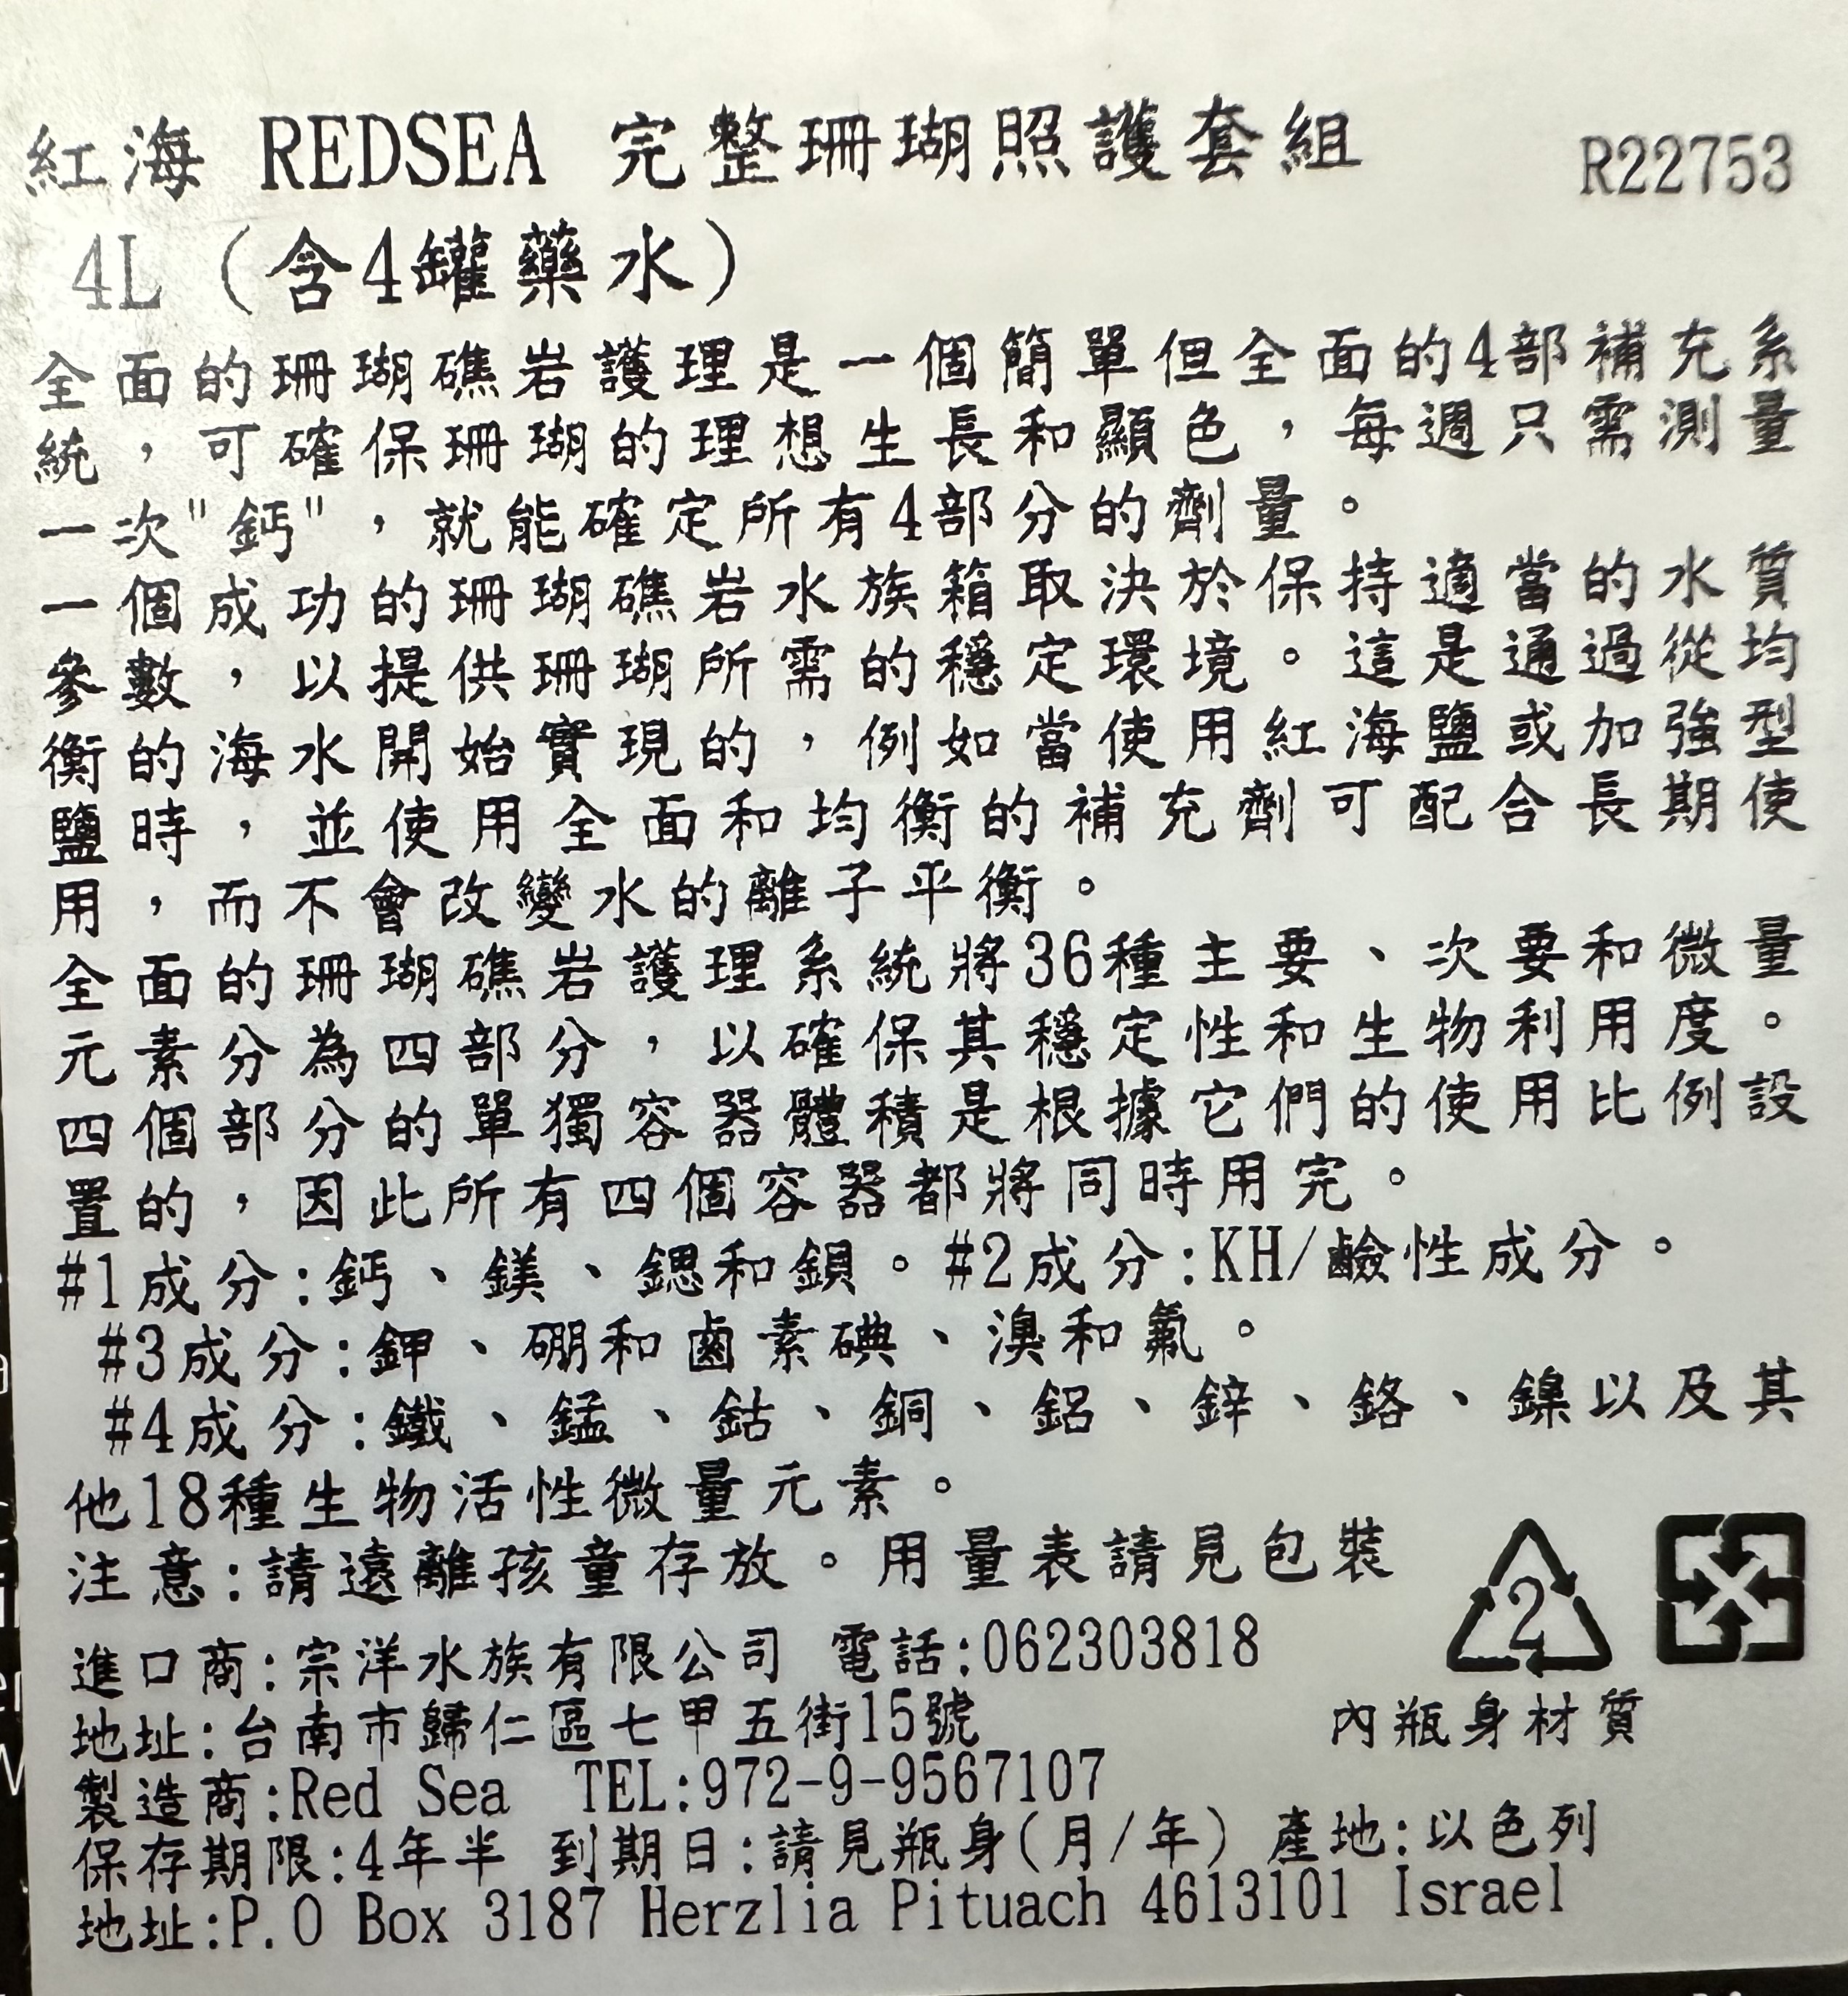 紅海 REDSEA 完整珊瑚照護套組 R22753
4L（含4罐藥水）
全面的珊瑚礁岩護理是一個簡單但全面的4部補充系
統，可確保珊瑚的理想生長和顯色，每週只需測量
一次"鈣"，就能確定所有4部分的劑量。
一個成功的珊瑚礁岩水族箱取決於保持適當的水質
參數，以提供珊瑚所需的穩定環境。這是通過從均
衡的海水開始實現的，例如當使用紅海鹽或加強型
鹽時，並使用全面和均衡的補充劑可配合長期使
用，而不會改變水的離子平衡。
全面的珊瑚礁岩護理系統將36種主要、次要和微量
元素分為四部分，以確保其穩定性和生物利用度。
四個部分的單獨容器體積是根據它們的使用比例設
置的，因此所有四個容器都將同時用完。
#1成分:鈣、鎂、鍶和鋇。#2成分:KH/鹼性成分。
#3成分:鉀、硼和鹵素碘、溴和氟。
#4成分:鐵、錳、鈷、銅、鋁、鋅、鉻、鎳以及其
他18種生物活性微量元素。
注意:請遠離孩童存放。用量表請見包裝
進口商:宗洋水族有限公司 電話:062303818
地址:台南市歸仁區七甲五街15號
製造商:Red Sea TEL:972-9-9567107
保存期限:4年半 到期日:請見瓶身(月/年) 產地:以色列
地址:P.O Box 3187 Herzlia Pituach 4613101 Israel
2
內瓶身材質